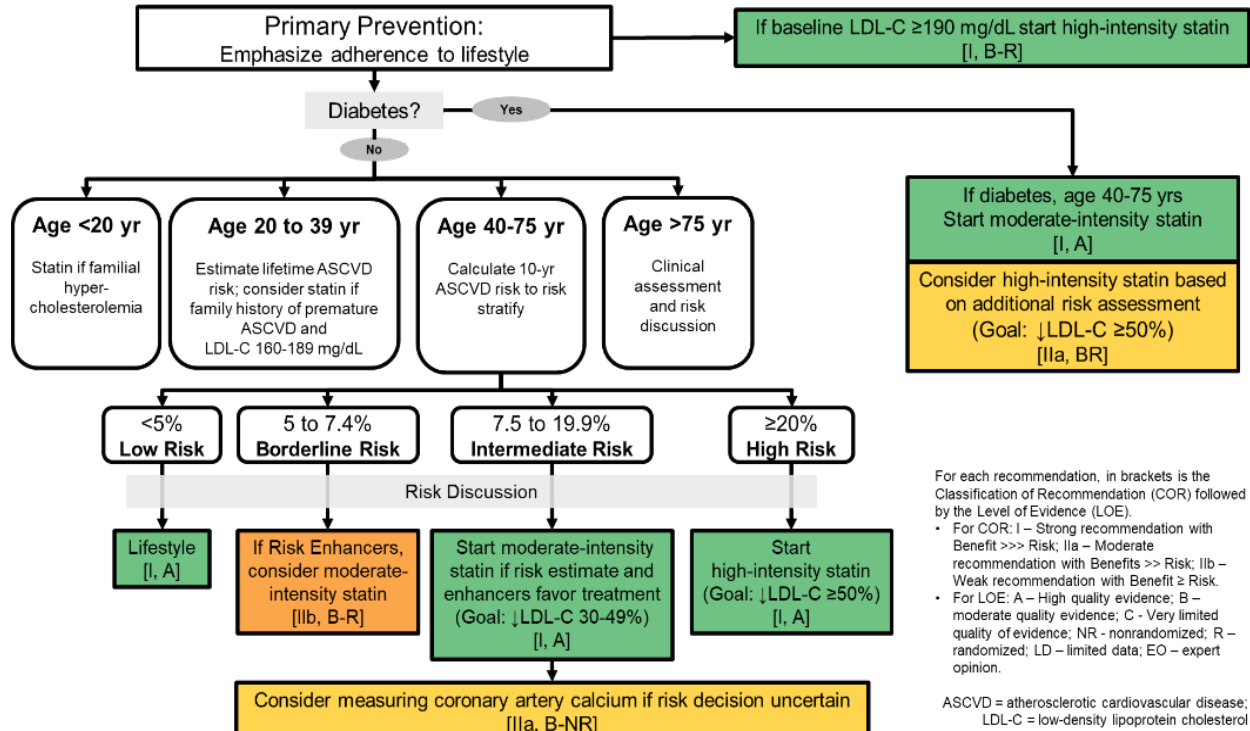 Primary Prevention:
Emphasize adherence to lifestyle
If baseline LDL-C ≥190 mg/dL start high-intensity statin
[I, B-R]
Diabetes?
Yes
No
If diabetes, age 40-75 yrs
Start moderate-intensity statin
[I, A]
Consider high-intensity statin based
on additional risk assessment
(Goal: ↓LDL-C ≥50%)
[IIa, BR]
Age <20 yr
Statin if familial
hyper-
cholesterolemia
Age 20 to 39 yr
Estimate lifetime ASCVD
risk; consider statin if
family history of premature
ASCVD and
LDL-C 160-189 mg/dL
Age 40-75 yr
Calculate 10-yr
ASCVD risk to risk
stratify
Age >75 yr
Clinical
assessment
and risk
discussion
<5%
Low Risk
5 to 7.4%
Borderline Risk
7.5 to 19.9%
Intermediate Risk
≥20%
High Risk
Risk Discussion
Lifestyle
[I, A]
If Risk Enhancers,
consider moderate-
intensity statin
[IIb, B-R]
Start moderate-intensity
statin if risk estimate and
enhancers favor treatment
(Goal: ↓LDL-C 30-49%)
[I, A]
Start
high-intensity statin
(Goal: ↓LDL-C ≥50%)
[I, A]
Consider measuring coronary artery calcium if risk decision uncertain
[IIa, B-NR]
For each recommendation, in brackets is the
Classification of Recommendation (COR) followed
by the Level of Evidence (LOE).
• For COR: I – Strong recommendation with
Benefit >>> Risk; IIa – Moderate
recommendation with Benefits >> Risk; IIb –
Weak recommendation with Benefit ≥ Risk.
• For LOE: A – High quality evidence; B –
moderate quality evidence; C - Very limited
quality of evidence; NR - nonrandomized; R –
randomized; LD – limited data; EO – expert
opinion.
ASCVD = atherosclerotic cardiovascular disease;
LDL-C = low-density lipoprotein cholesterol